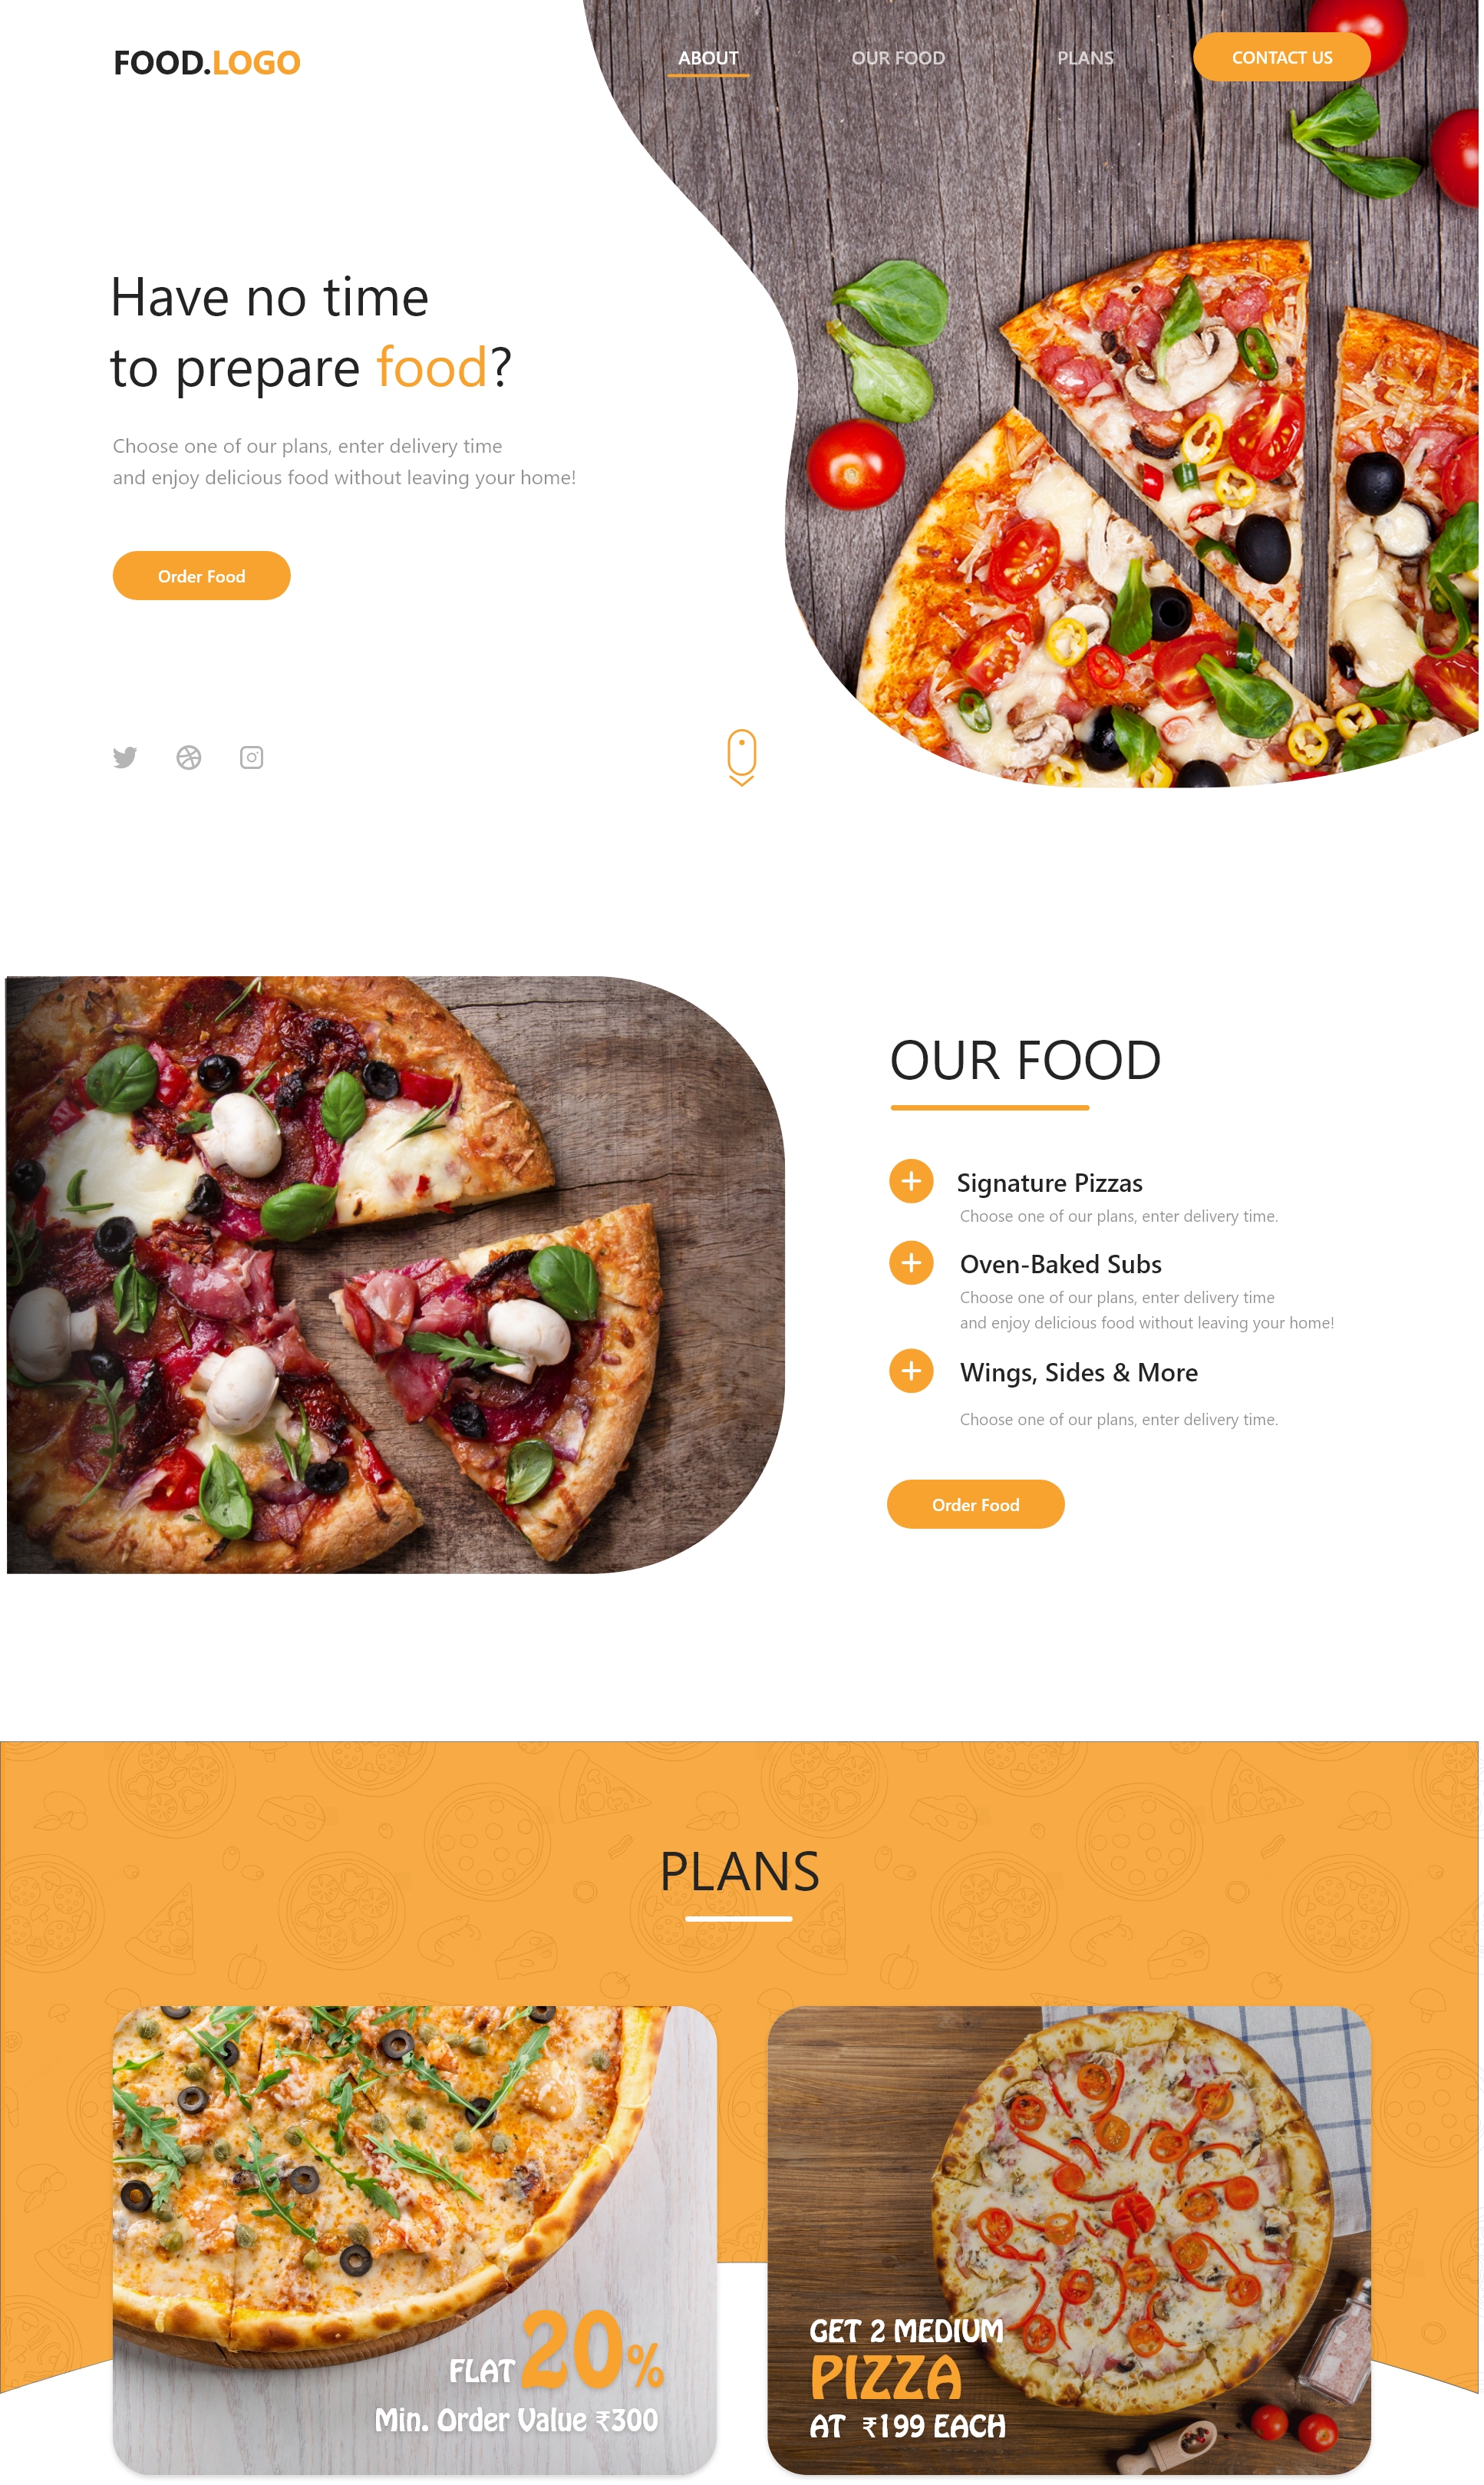 FOOD.LOGO
ABOUT
OUR FOOD
PLANS
CONTACT US
Have no time
to prepare food?
Choose one of our plans, enter delivery time
and enjoy delicious food without leaving your home!
Order Food
OUR FOOD
Signature Pizzas
Choose one of our plans, enter delivery time.
Oven-Baked Subs
Choose one of our plans, enter delivery time
and enjoy delicious food without leaving your home!
Wings, Sides & More
Choose one of our plans, enter delivery time.
Order Food
PLANS
FLAT 20%
Min. Order Value ₹300
GET 2 MEDIUM
PIZZA
AT ₹199 EACH